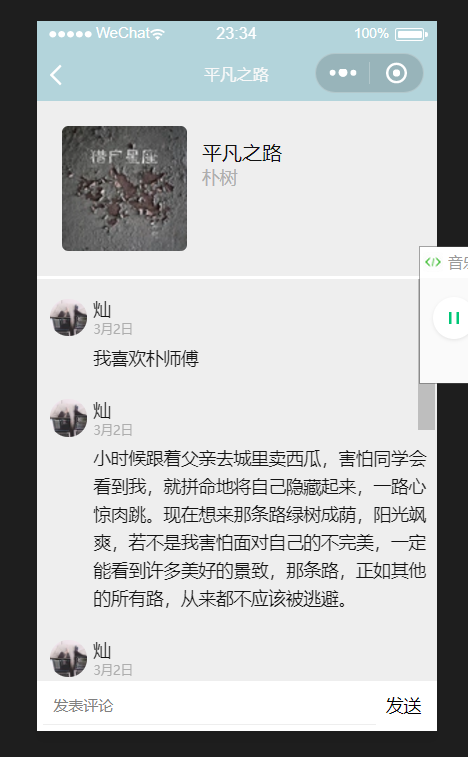 WeChat
23:34
100%
平凡之路
猎户星座
平凡之路
朴树
音乐
灿
3月2日
我喜欢朴师傅
灿
3月2日
小时候跟着父亲去城里卖西瓜，害怕同学会
看到我，就拼命地将自己隐藏起来，一路心
惊肉跳。现在想来那条路绿树成荫，阳光飒
爽，若不是我害怕面对自己的不完美，一定
能看到许多美好的景致，那条路，正如其他
的所有路，从来都不应该被逃避。
灿
3月2日
发表评论
发送